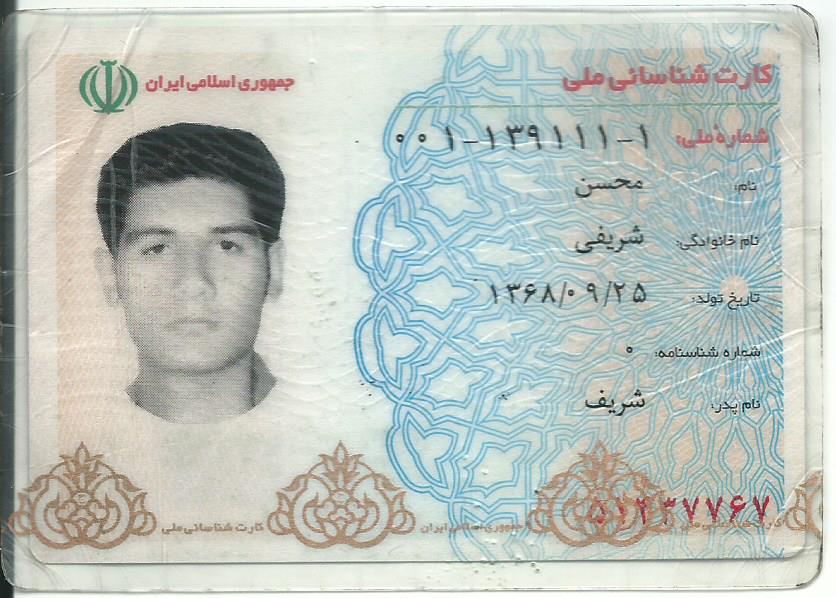 کارت شناسائی ملی
جمهوری اسلامی ایران
شماره ملی: ۰۰۱-۱۳۹۱۱۱-۱
نام: محسن
نام خانوادگی: شریفی
تاریخ تولد: ۱۳۶۸/۰۹/۲۵
شماره شناسنامه: ۰
نام پدر: شریف
۵۱۲۳۷۷۶۷
کارت شناسائی ملی جمهوری اسلامی ایران کارت شناسائی ملی